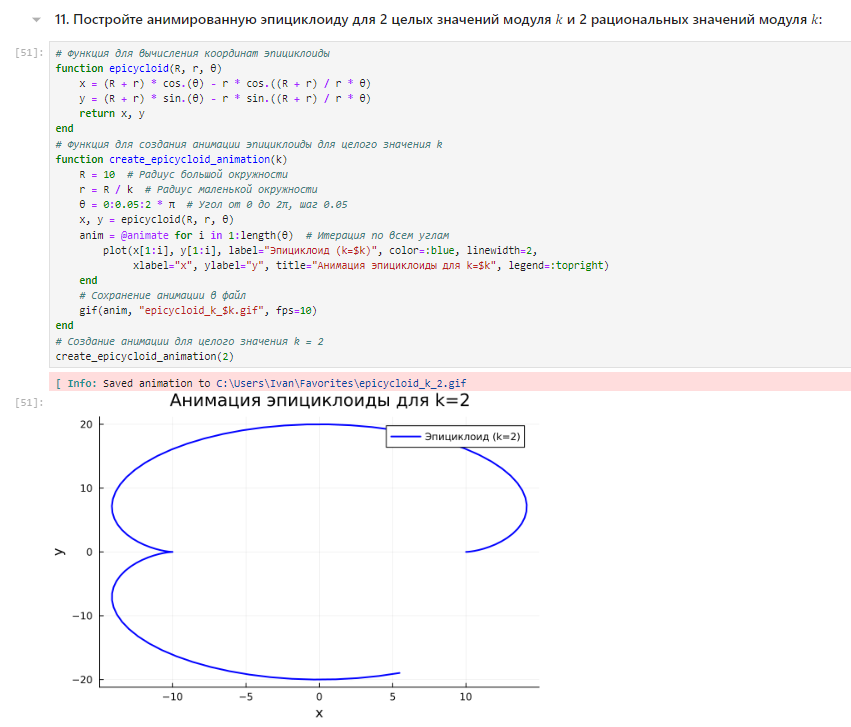 11. Постройте анимированную эпициклоиду для 2 целых значений модуля k и 2 рациональных значений модуля k:
[51]:
# Функция для вычисления координат эпициклоиды
function epicycloid(R, r, θ)
    x = (R + r) * cos.(θ) - r * cos.((R + r) / r * θ)
    y = (R + r) * sin.(θ) - r * sin.((R + r) / r * θ)
    return x, y
end
# Функция для создания анимации эпициклоиды для целого значения k
function create_epicycloid_animation(k)
    R = 10  # Радиус большой окружности
    r = R / k  # Радиус маленькой окружности
    θ = 0:0.05:2 * π  # Угол от 0 до 2π, шаг 0.05
    x, y = epicycloid(R, r, θ)
    anim = @animate for i in 1:length(θ)  # Итерация по всем углам
        plot(x[1:i], y[1:i], label="Эпициклоид (k=$k)", color=:blue, linewidth=2,
             xlabel="x", ylabel="y", title="Анимация эпициклоиды для k=$k", legend=:topright)
    end
    # Сохранение анимации в файл
    gif(anim, "epicycloid_k_$k.gif", fps=10)
end
# Создание анимации для целого значения k = 2
create_epicycloid_animation(2)
[ Info: Saved animation to C:\Users\Ivan\Favorites\epicycloid_k_2.gif
[51]:
Анимация эпициклоиды для k=2
Эпициклоид (k=2)
20
10
0
−10
−20
y
−10 −5 0 5 10
x